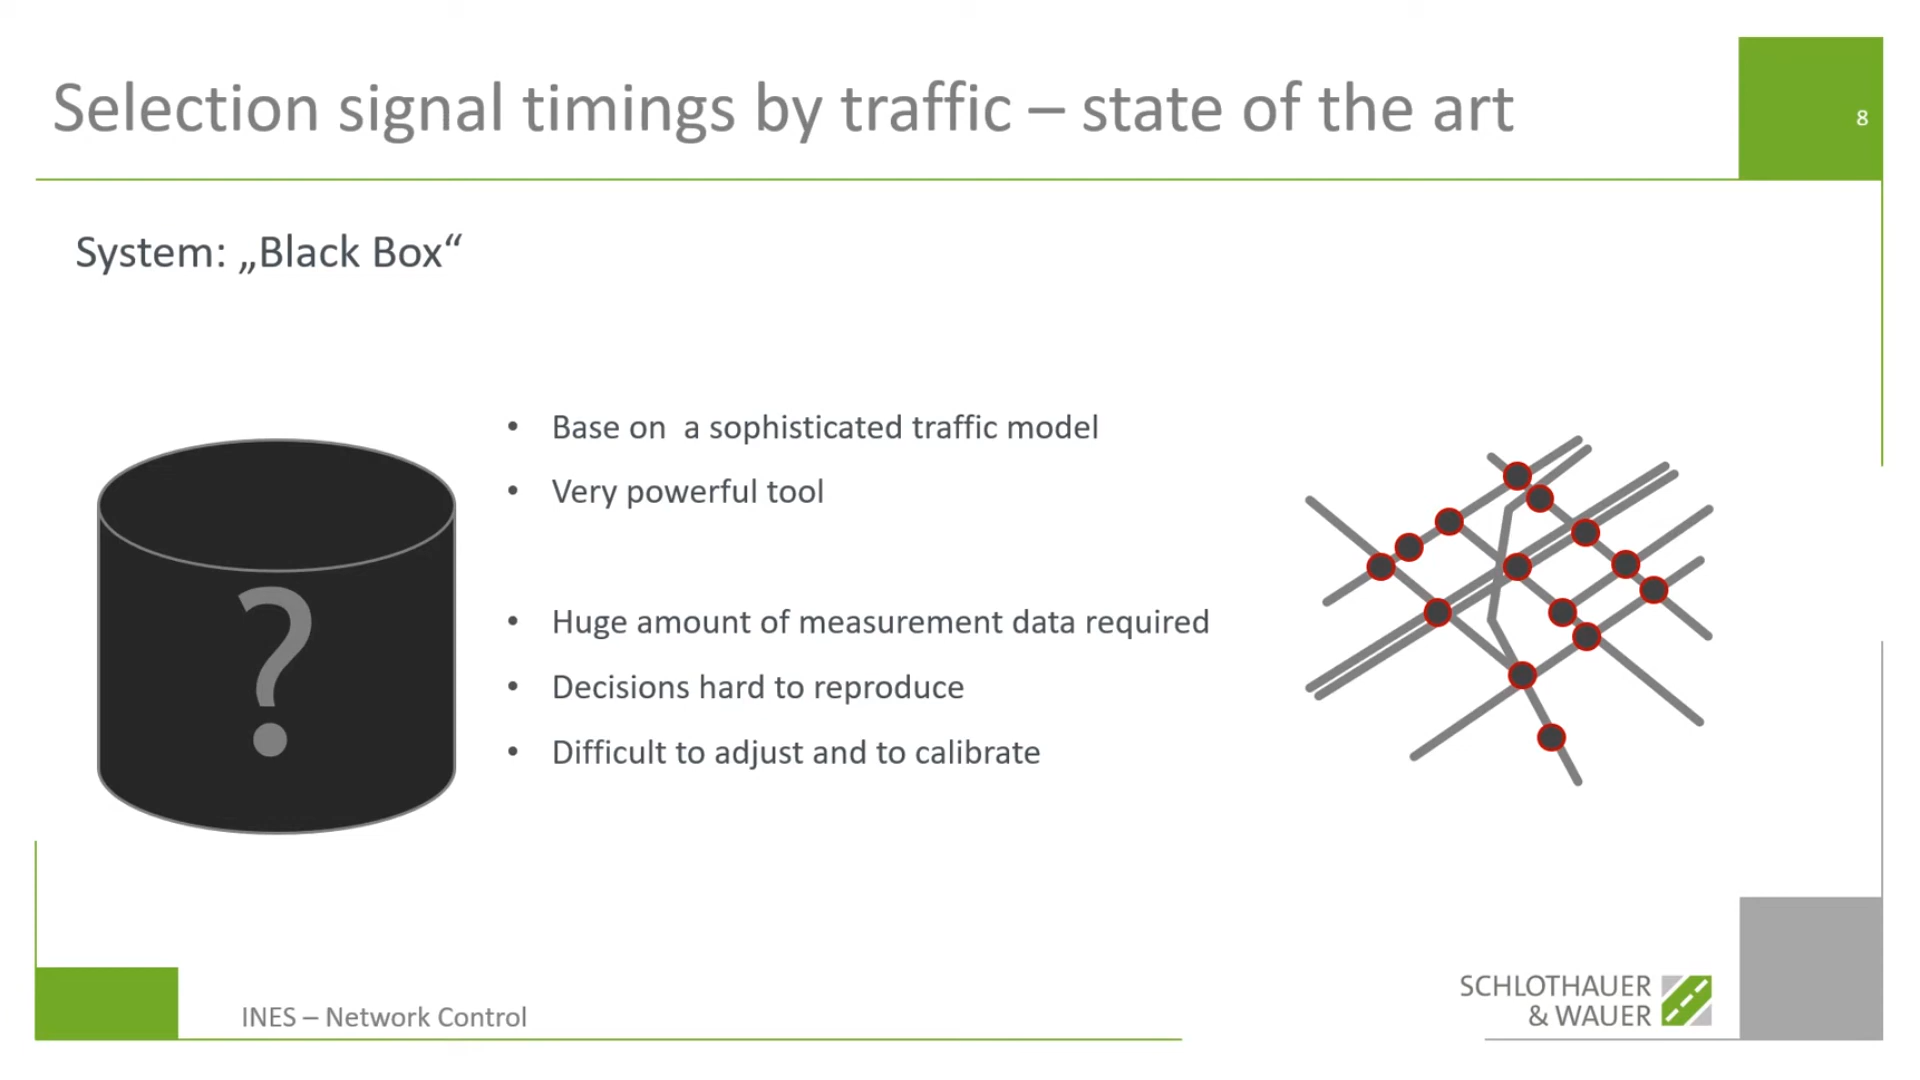 Selection signal timings by traffic – state of the art
8
System: „Black Box“
• Base on  a sophisticated traffic model
• Very powerful tool
• Huge amount of measurement data required
• Decisions hard to reproduce
• Difficult to adjust and to calibrate
?
INES – Network Control
SCHLOTHAUER
& WAUER